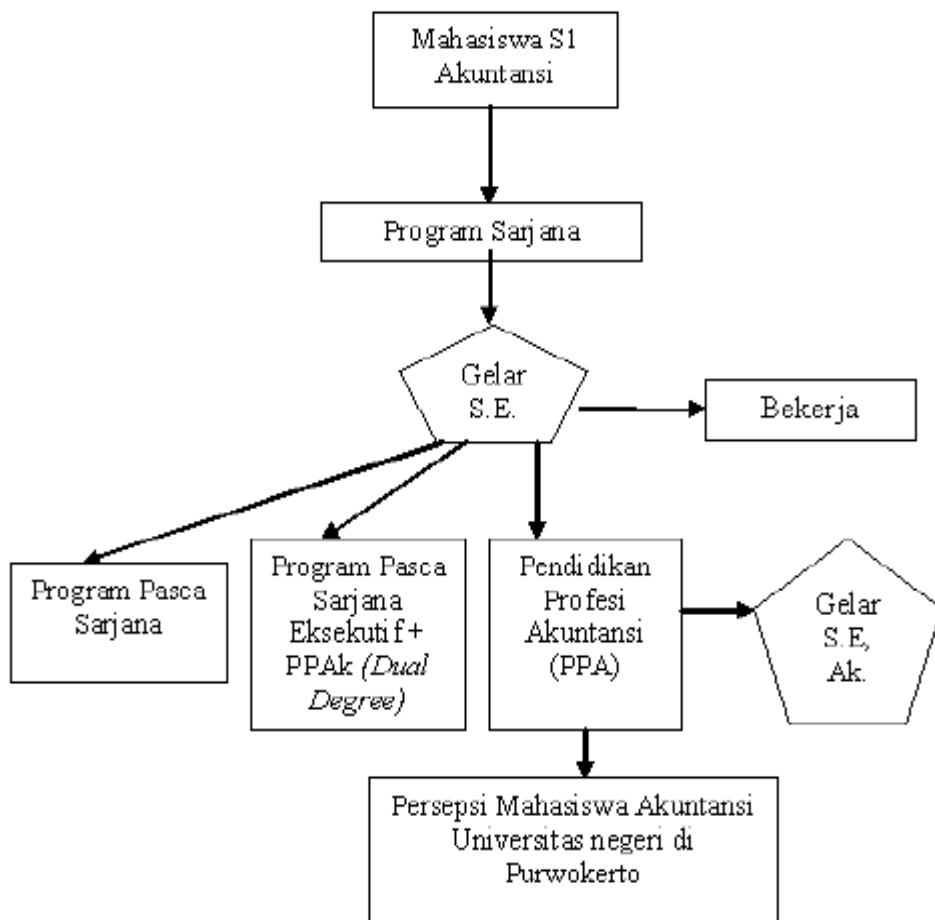 Mahasiswa S1
Akuntansi
Program Sarjana
Gelar
S.E.
Bekerja
Program Pasca
Sarjana
Program Pasca
Sarjana
Eksekutif+
PPAk (Dual
Degree)
Pendidikan
Profesi
Akuntansi
(PPA)
Gelar
S.E,
Ak.
Persepsi Mahasiswa Akuntansi
Universitas negeri di
Purwokerto